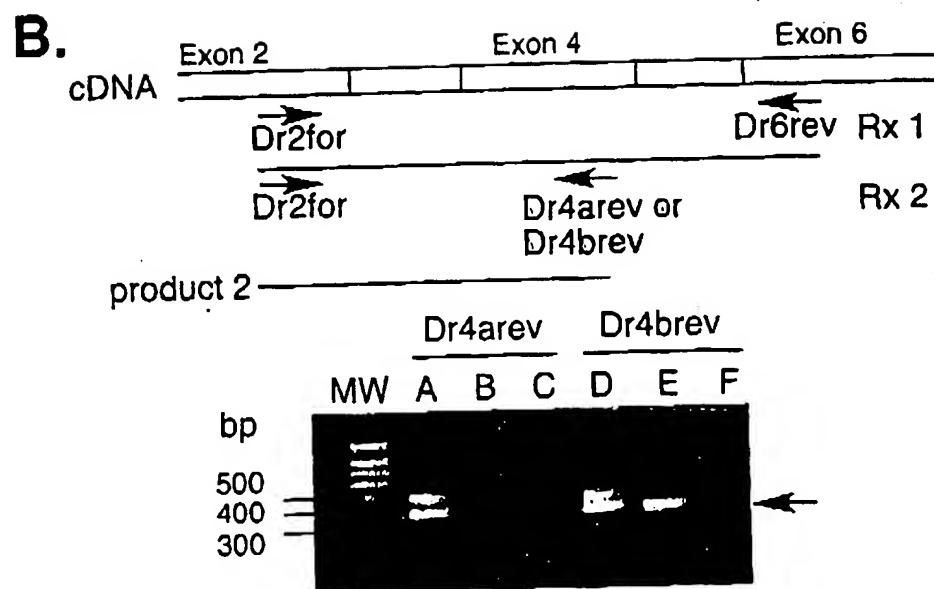 B.
Exon 2 Exon 4 Exon 6
cDNA
Dr2for Dr6rev Rx 1
Dr2for Dr4arev or Rx 2
Dr4brev
product 2
Dr4arev Dr4brev
MW A B C D E F
bp
500
400
300